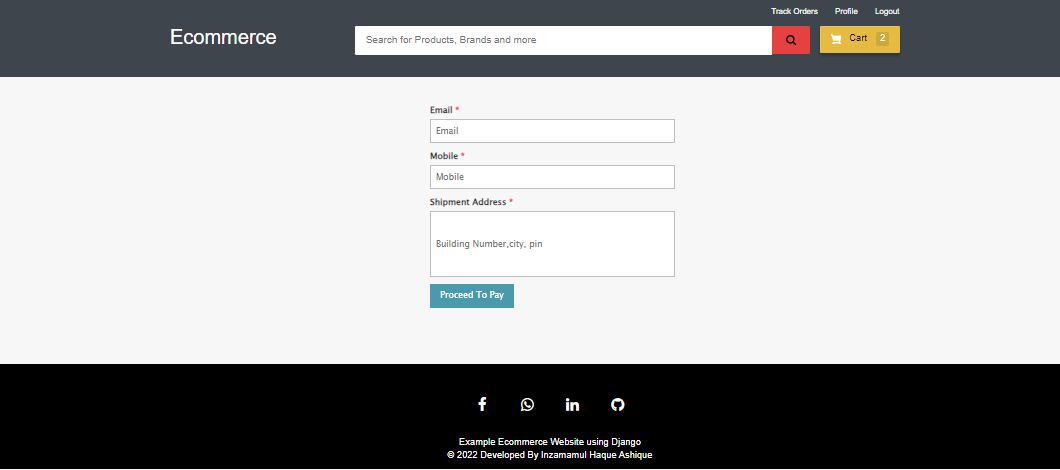 Track Orders Profile Logout
Ecommerce
Search for Products, Brands and more
Cart 2
Email *
Email
Mobile *
Mobile
Shipment Address *
Building Number,city, pin
Proceed To Pay
Example Ecommerce Website using Django
© 2022 Developed By Inzamamul Haque Ashique